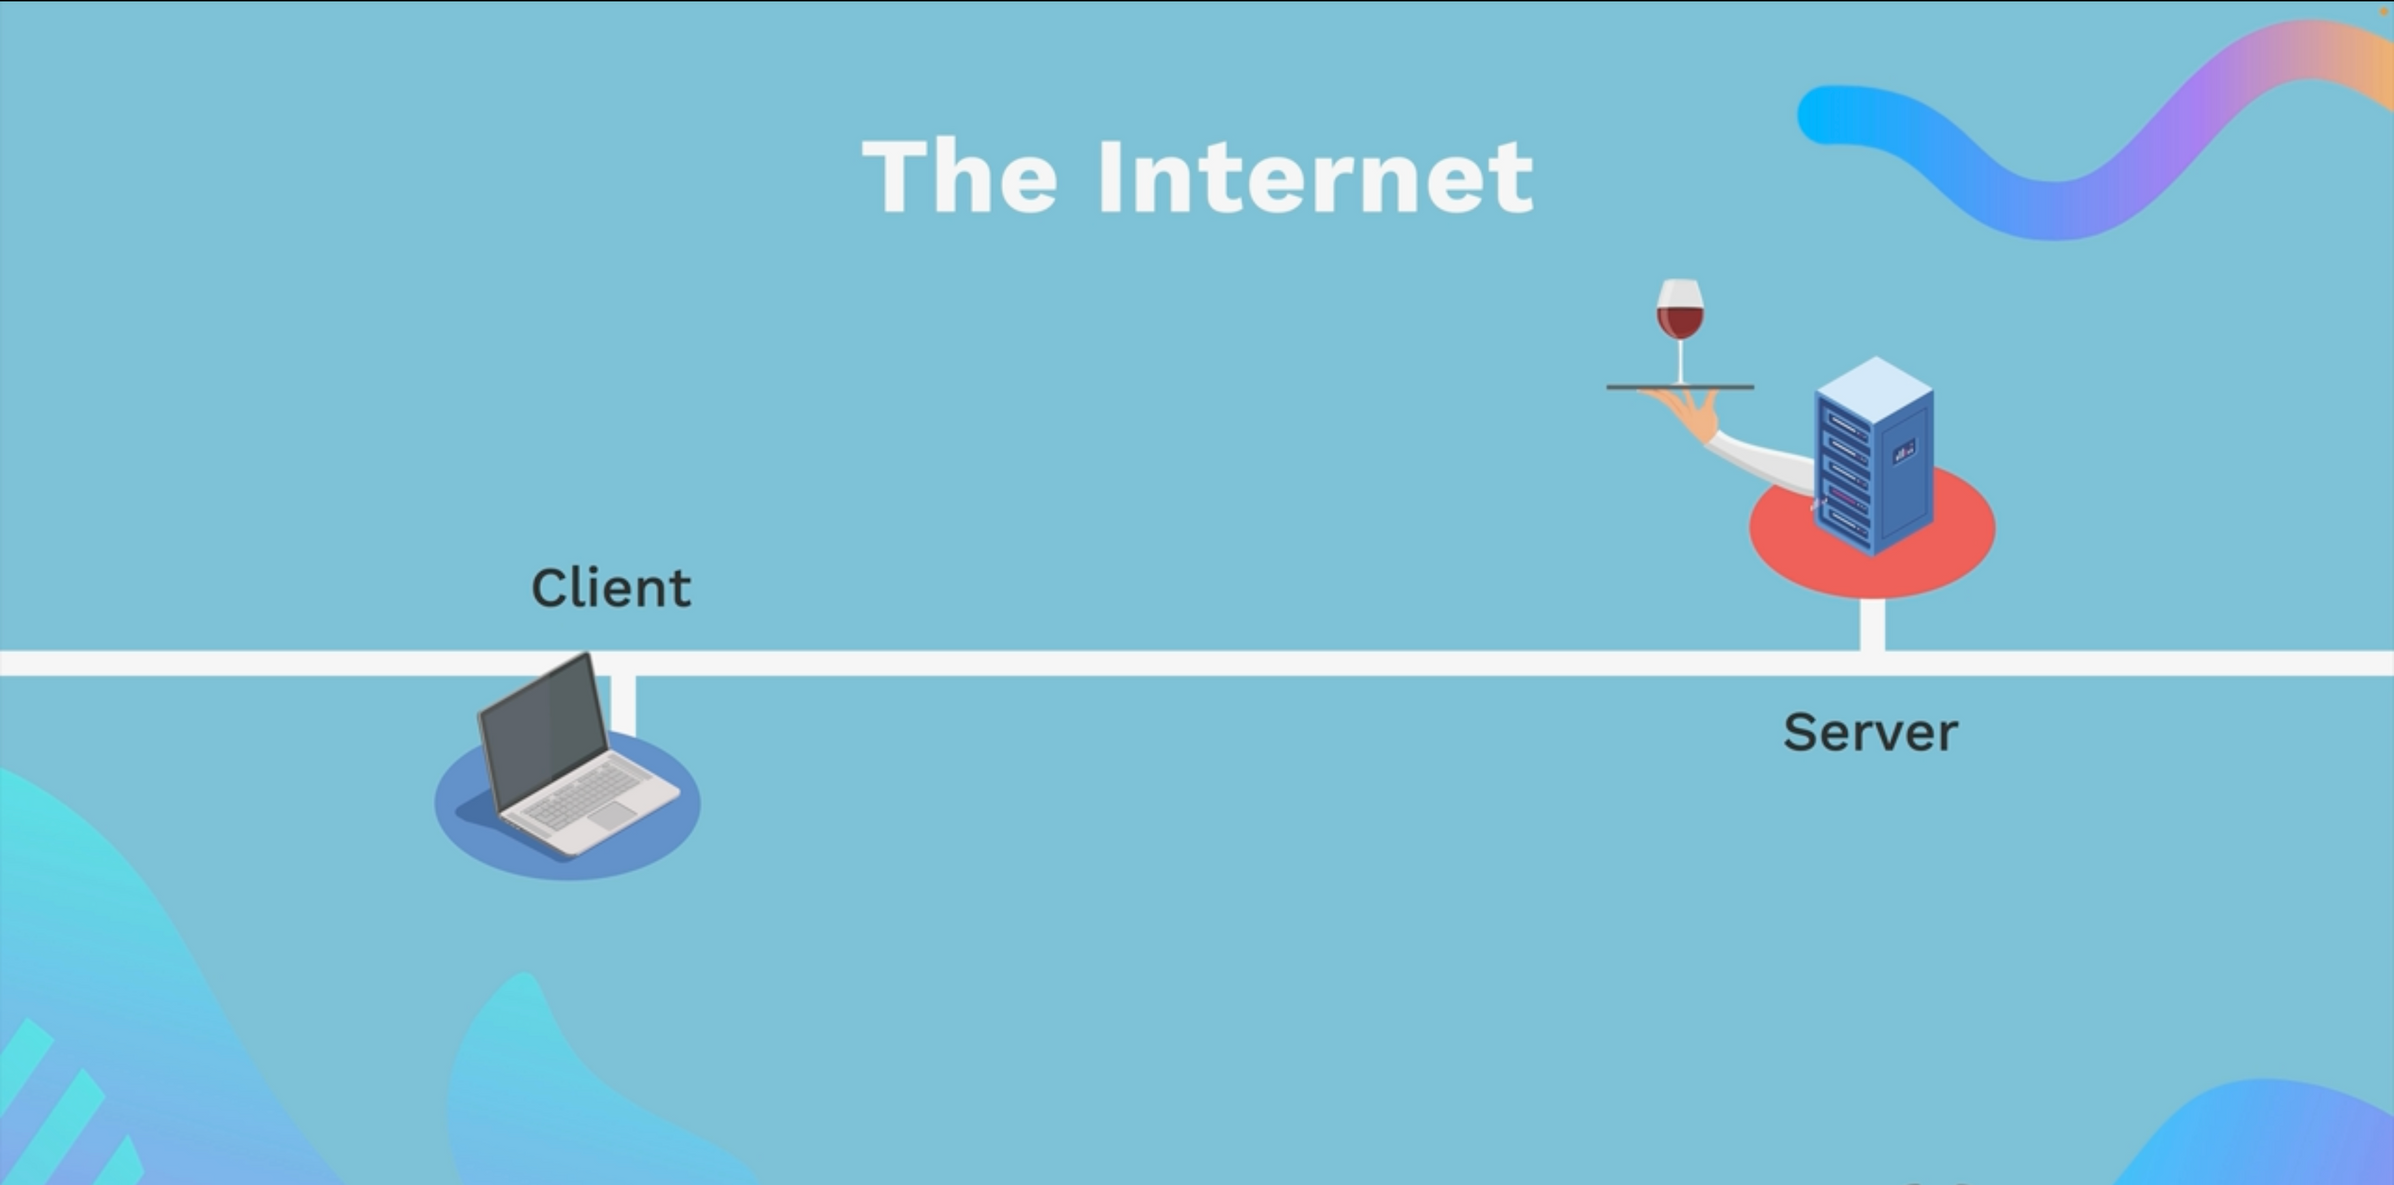 The Internet
Client
Server